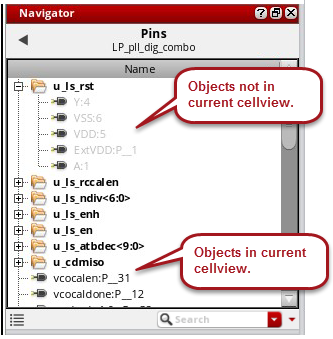 Navigator
Pins
LP_pll_dig_combo
Name
u_ls_rst
Y:4
VSS:6
VDD:5
ExtVDD:P__1
A:1
Objects not in
current cellview.
u_ls_rccalen
u_ls_ndiv<6:0>
u_ls_enh
u_ls_en
u_ls_atbdec<9:0>
u_cdmiso
Objects in current
cellview.
vcocalen:P__31
vcocaldone:P__12
Search